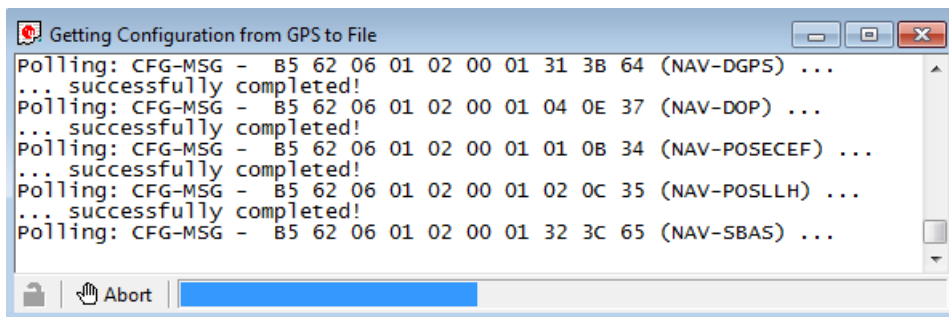 Getting Configuration from GPS to File
Polling: CFG-MSG - B5 62 06 01 02 00 01 31 3B 64 (NAV-DGPS) ...
... successfully completed!
Polling: CFG-MSG - B5 62 06 01 02 00 01 04 0E 37 (NAV-DOP) ...
... successfully completed!
Polling: CFG-MSG - B5 62 06 01 02 00 01 01 0B 34 (NAV-POSECEF) ...
... successfully completed!
Polling: CFG-MSG - B5 62 06 01 02 00 01 02 0C 35 (NAV-POSLLH) ...
... successfully completed!
Polling: CFG-MSG - B5 62 06 01 02 00 01 32 3C 65 (NAV-SBAS) ...
Abort